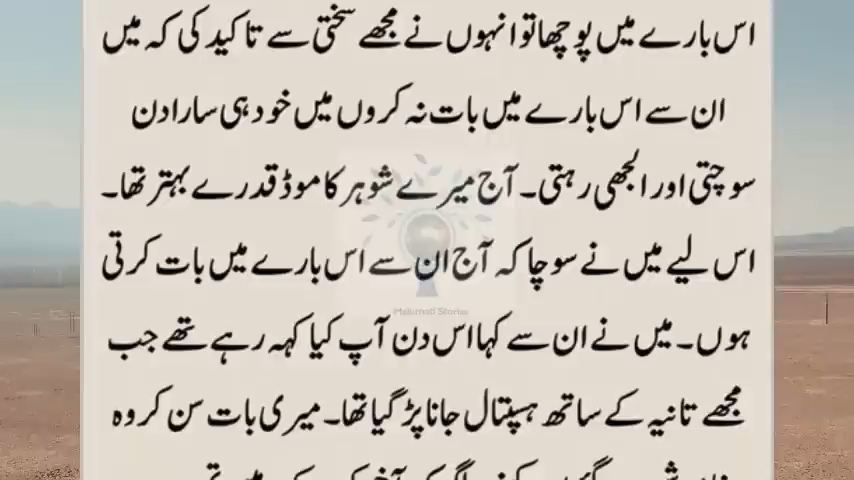 اس بارے میں پوچھا تو انہوں نے مجھے سختی سے تاکید کی کہ میں
ان سے اس بارے میں بات نہ کروں میں خود ہی سارا دن
سوچتی اور الجھی رہتی۔ آج میرے شوہر کا موڈ قدرے بہتر تھا۔
اس لیے میں نے سوچا کہ آج ان سے اس بارے میں بات کرتی
Malumati Stories
ہوں۔ میں نے ان سے کہا اس دن آپ کیا کہہ رہے تھے جب
مجھے تانیہ کے ساتھ ہسپتال جانا پڑ گیا تھا۔ میری بات سن کر وہ